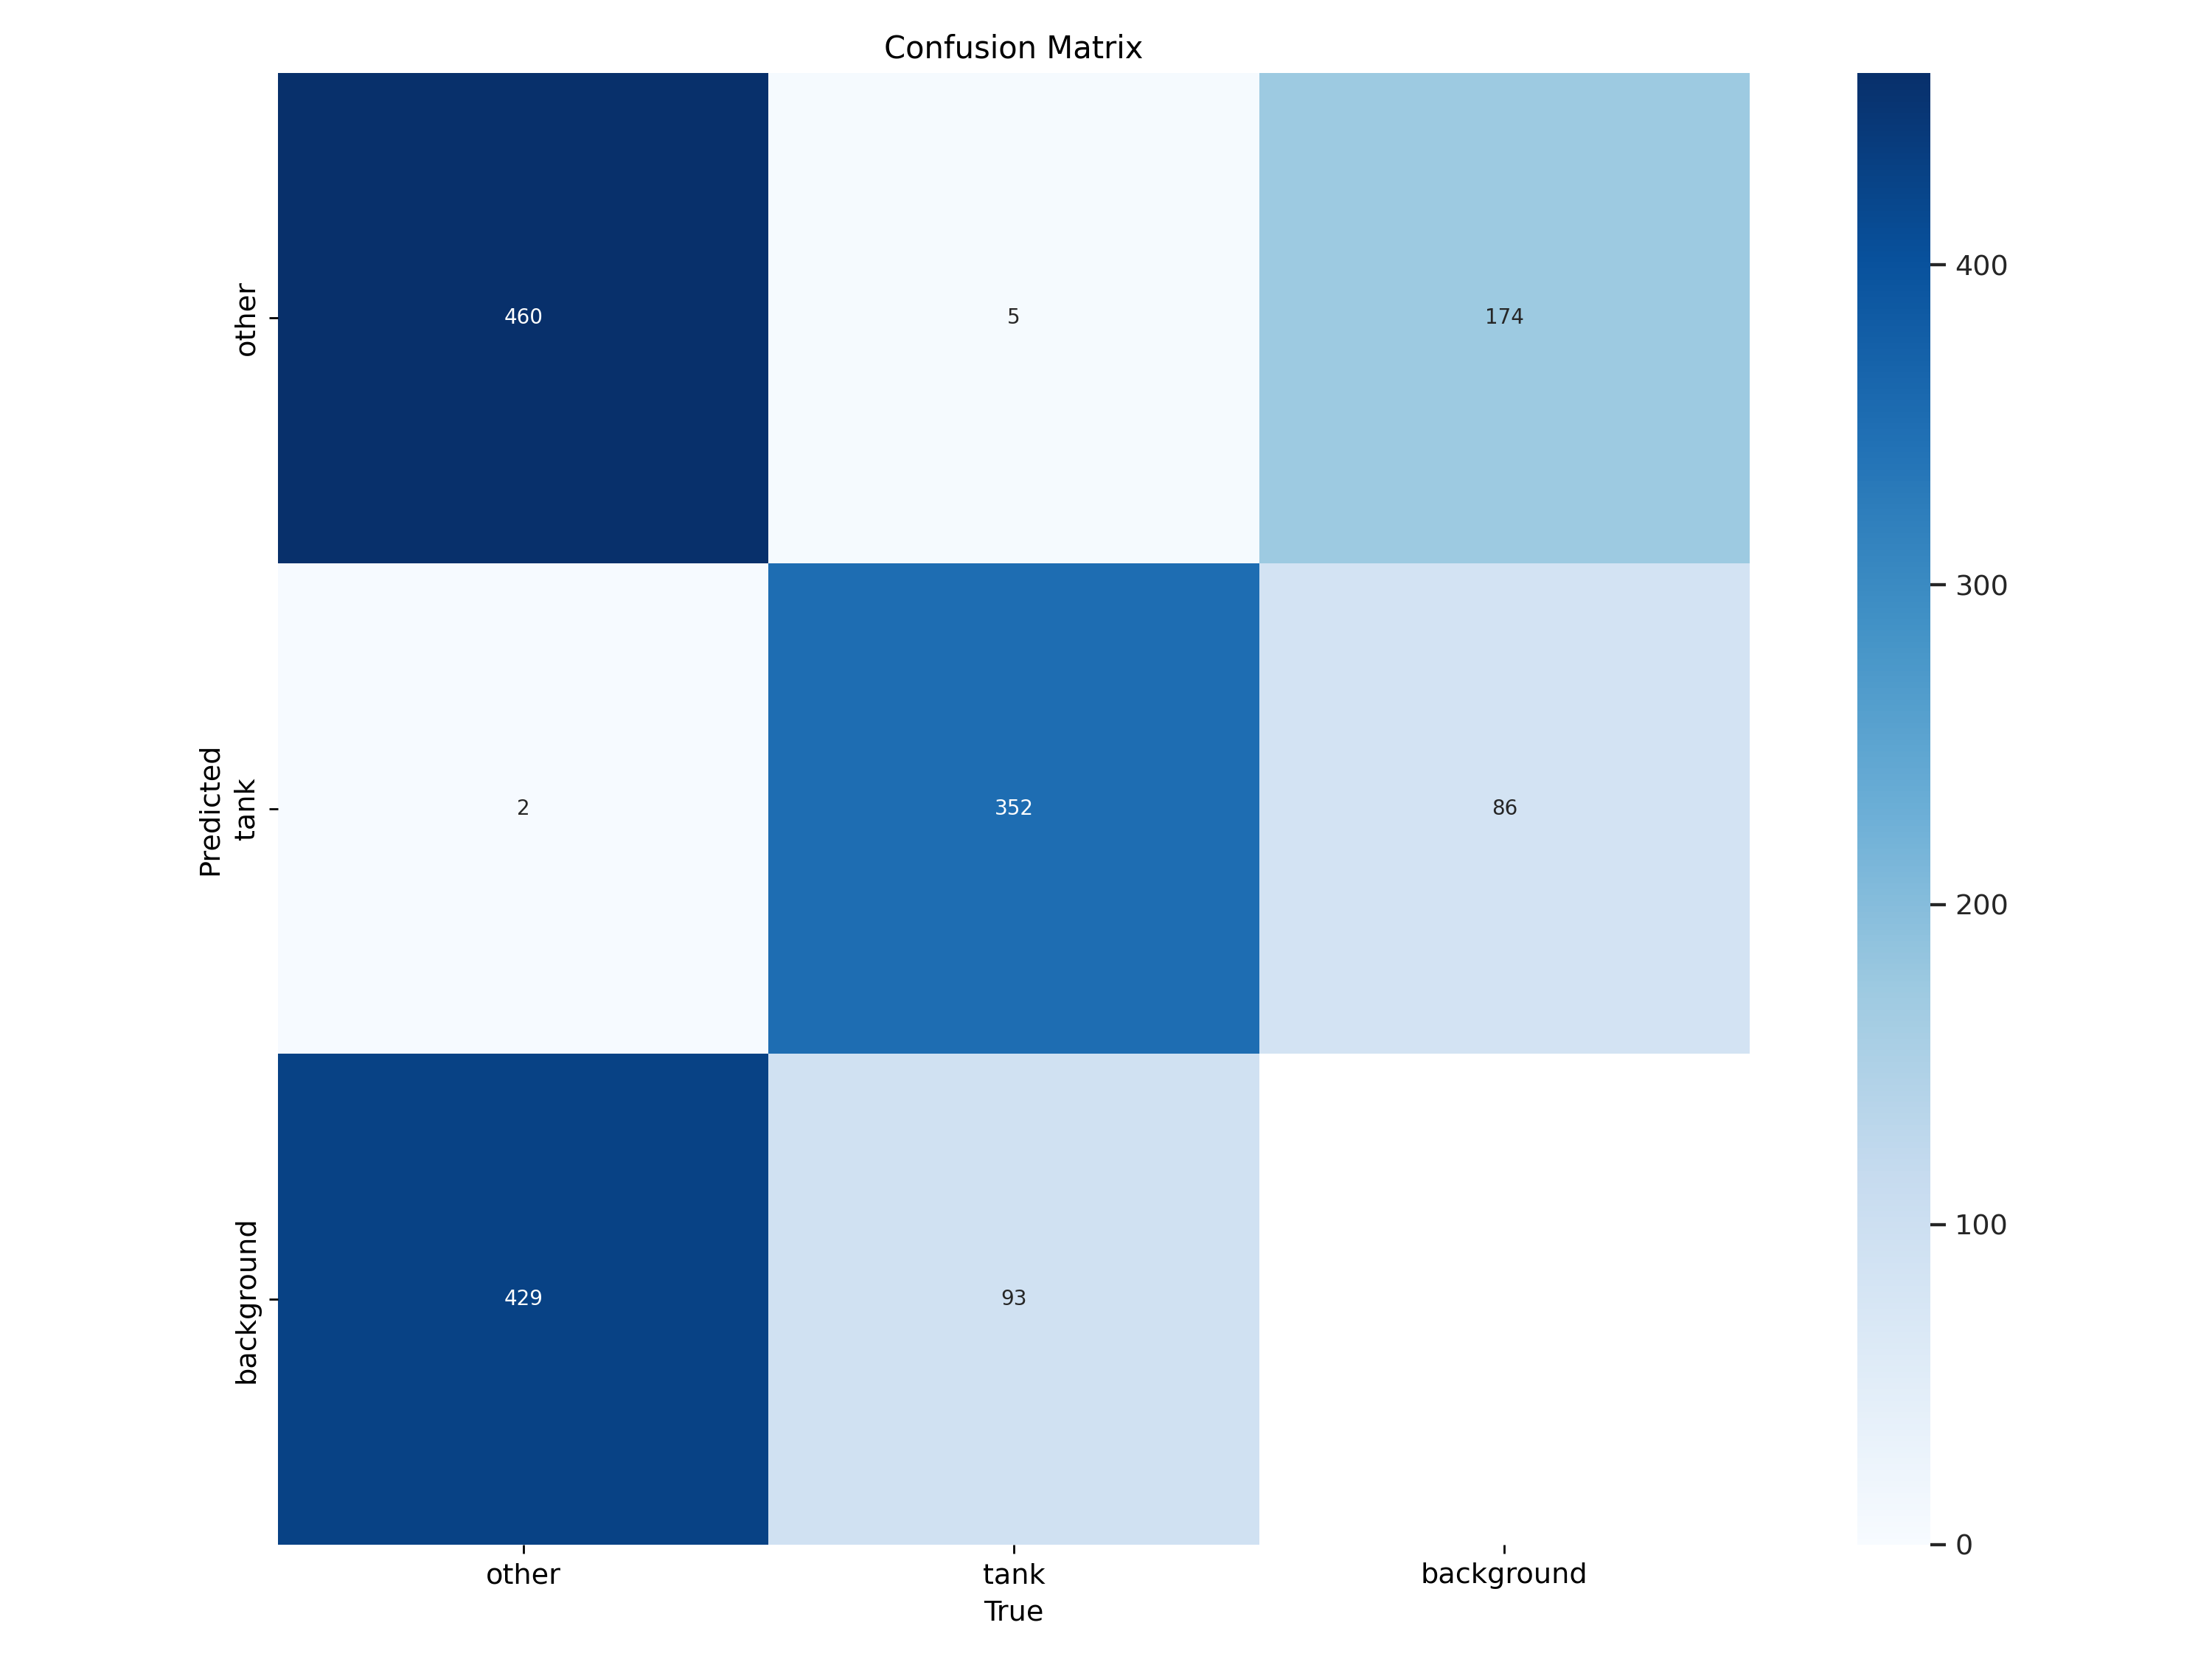 Confusion Matrix
other
460
5
174
400
300
Predicted
tank
2
352
86
200
background
429
93
100
0
other
tank
background
True